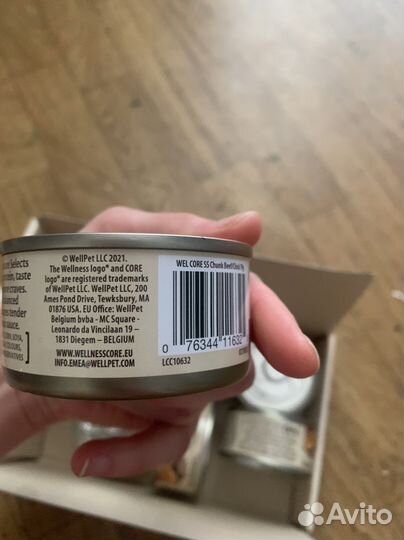 © WellPet LLC 2021.
The Wellness logo® and CORE
logo® are registered trademarks
of WellPet LLC. WellPet LLC, 200
Ames Pond Drive, Tewksbury, MA
01876 USA. EU Office: WellPet
Belgium bvba – MC Square -
Leonardo da Vincilaan 19 –
1831 Diegem – BELGIUM
WWW.WELLNESSCORE.EU
INFO.EMEA@WELLPET.COM
Selects
taste
craves.
tender
sauce.
SOYA,
WEL CORE SS Chunk Beef/Chick 79g
0 76344 11632
LCC10632
Avito